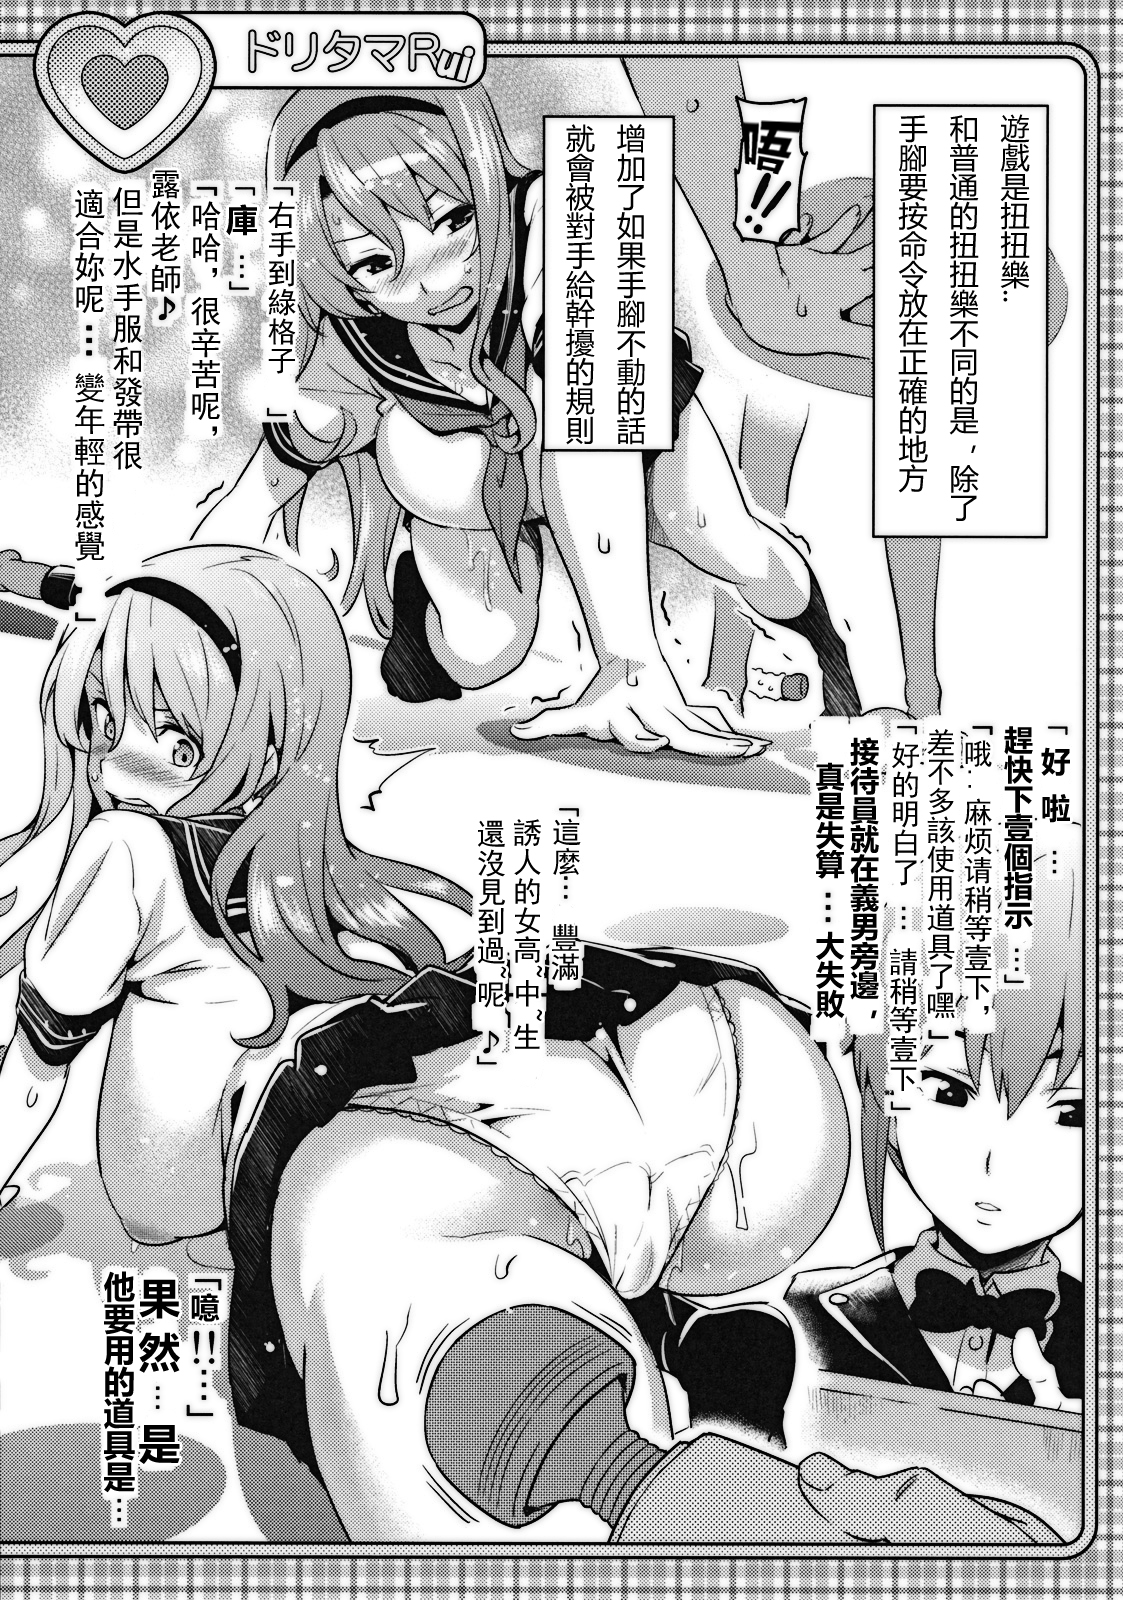 ドリタマRui
遊戲是扭扭樂…
和普通的扭扭樂不同的是，除了
手腳要按命令放在正確的地方
唔!!
增加了如果手腳不動的話
就會被對手給幹擾的規則
「右手到綠格子　」
「庫…」
「哈哈，很辛苦呢，
露依老師♪
但是水手服和發帶很
適合妳呢…變年輕的感覺　」
「好啦…
趕快下壹個指示…」
「哦…麻烦请稍等壹下，
差不多該使用道具了嘿」
「好的明白了…請稍等壹下」
接待員就在義男旁邊，
真是失算…大失敗
「這麼…豐滿
誘人的女高~中~生
還沒見到過~呢♪」
「噫!!…」
果然…是
他要用的道具是…